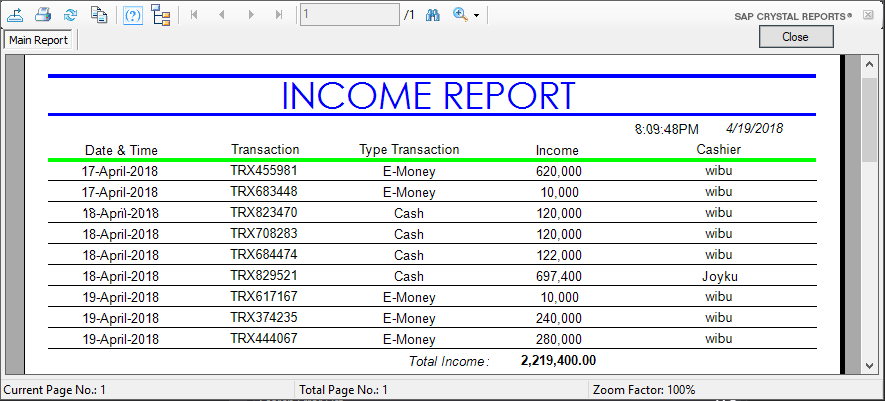 1 /1 SAP CRYSTAL REPORTS®
Main Report Close
INCOME REPORT
8:09:48PM 4/19/2018
Date & Time Transaction Type Transaction Income Cashier
17-April-2018 TRX455981 E-Money 620,000 wibu
17-April-2018 TRX683448 E-Money 10,000 wibu
18-April-2018 TRX823470 Cash 120,000 wibu
18-April-2018 TRX708283 Cash 120,000 wibu
18-April-2018 TRX684474 Cash 122,000 wibu
18-April-2018 TRX829521 Cash 697,400 Joyku
19-April-2018 TRX617167 E-Money 10,000 wibu
19-April-2018 TRX374235 E-Money 240,000 wibu
19-April-2018 TRX444067 E-Money 280,000 wibu
Total Income: 2,219,400.00
Current Page No.: 1 Total Page No.: 1 Zoom Factor: 100%